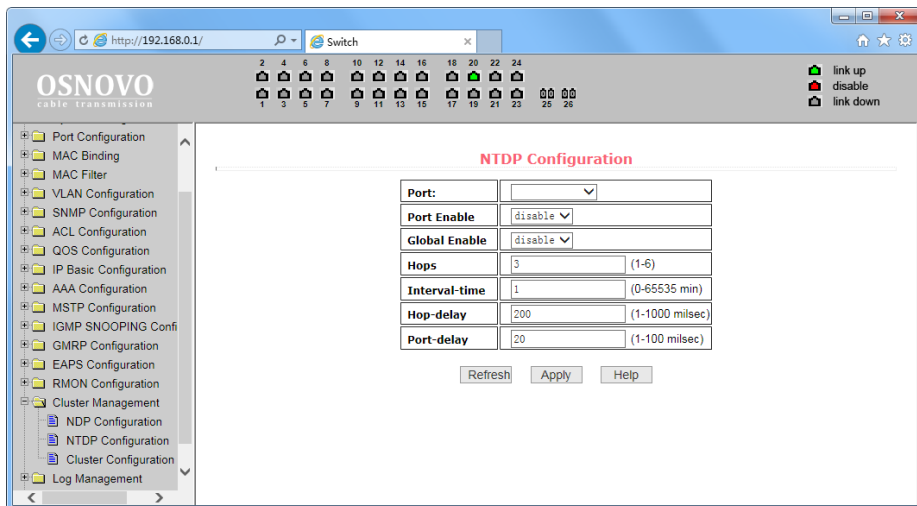 http://192.168.0.1/
Switch
OSNOVO
cable transmission
2 4 6 8 10 12 14 16 18 20 22 24
1 3 5 7 9 11 13 15 17 19 21 23 25 26
link up
disable
link down
Port Configuration
MAC Binding
MAC Filter
VLAN Configuration
SNMP Configuration
ACL Configuration
QOS Configuration
IP Basic Configuration
AAA Configuration
MSTP Configuration
IGMP SNOOPING Confi
GMRP Configuration
EAPS Configuration
RMON Configuration
Cluster Management
NDP Configuration
NTDP Configuration
Cluster Configuration
Log Management
NTDP Configuration
Port:
Port Enable disable
Global Enable disable
Hops 3 (1-6)
Interval-time 1 (0-65535 min)
Hop-delay 200 (1-1000 milsec)
Port-delay 20 (1-100 milsec)
Refresh Apply Help